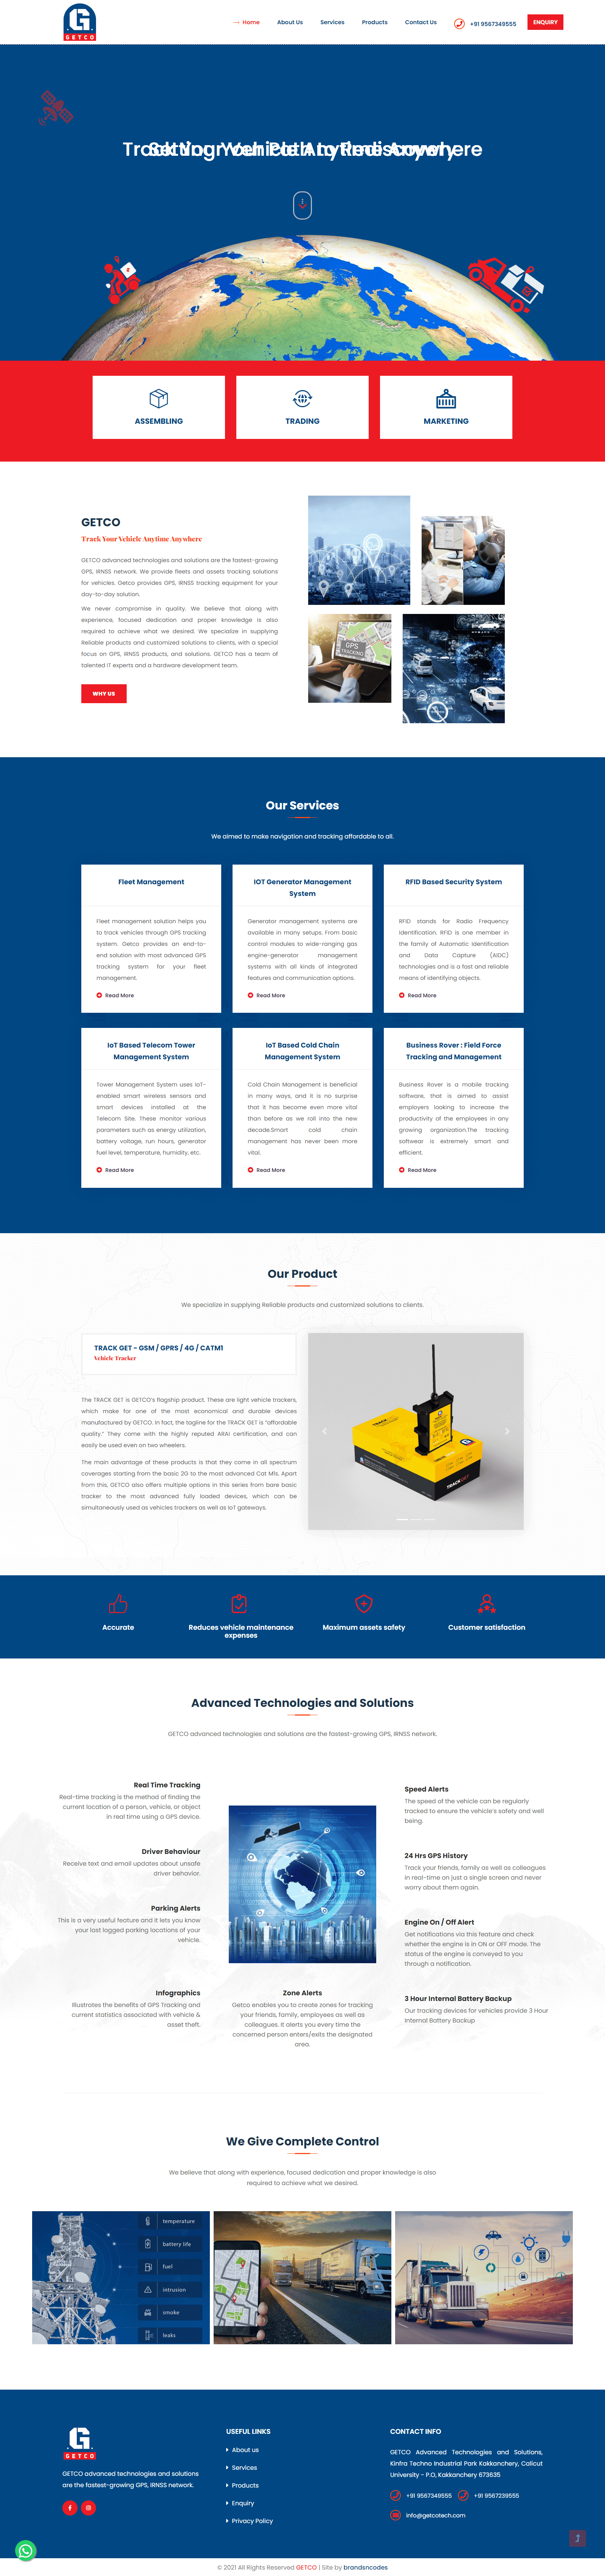 GETCO
Home
About Us
Services
Products
Contact Us
+91 9567349555
ENQUIRY
Track Your Vehicle Anytime Anywhere
ASSEMBLING
TRADING
MARKETING
GETCO
Track Your Vehicle Anytime Anywhere
GETCO advanced technologies and solutions are the fastest-growing
GPS, IRNSS network. We provide fleets and assets tracking solutions
for vehicles. Getco provides GPS, IRNSS tracking equipment for your
day-to-day solution.
We never compromise in quality. We believe that along with
experience, focused dedication and proper knowledge is also
required to achieve what we desired. We specialize in supplying
Reliable products and customized solutions to clients, with a special
focus on GPS, IRNSS products, and solutions. GETCO has a team of
talented IT experts and a hardware development team.
WHY US
GPS
TRACKING
Our Services
We aimed to make navigation and tracking affordable to all.
Fleet Management
Fleet management solution helps you
to track vehicles through GPS tracking
system. Getco provides an end-to-
end solution with most advanced GPS
tracking system for your fleet
management.
Read More
IOT Generator Management
System
Generator management systems are
available in many setups. From basic
control modules to wide-ranging gas
engine-generator management
systems with all kinds of integrated
features and communication options.
Read More
RFID Based Security System
RFID stands for Radio Frequency
Identification. RFID is one member in
the family of Automatic Identification
and Data Capture (AIDC)
technologies and is a fast and reliable
means of identifying objects.
Read More
IoT Based Telecom Tower
Management System
Tower Management System uses IoT-
enabled smart wireless sensors and
smart devices installed at the
Telecom Site. These monitor various
parameters such as energy utilization,
battery voltage, run hours, generator
fuel level, temperature, humidity, etc.
Read More
IoT Based Cold Chain
Management System
Cold Chain Management is beneficial
in many ways, and it is no surprise
that it has become even more vital
than before as we roll into the new
decade.Smart cold chain
management has never been more
vital.
Read More
Business Rover : Field Force
Tracking and Management
Business Rover is a mobile tracking
software, that is aimed to assist
employers looking to increase the
productivity of the employees in any
growing organization.The tracking
softwear is extremely smart and
efficient.
Read More
Our Product
We specialize in supplying Reliable products and customized solutions to clients.
TRACK GET - GSM / GPRS / 4G / CATM1
Vehicle Tracker
The TRACK GET is GETCO's flagship product. These are light vehicle trackers,
which make for one of the most economical and durable devices
manufactured by GETCO. In fact, the tagline for the TRACK GET is "affordable
quality." They come with the highly reputed ARAI certification, and can
easily be used even on two wheelers.
The main advantage of these products is that they come in all spectrum
coverages starting from the basic 2G to the most advanced Cat Mls. Apart
from this, GETCO also offers multiple options in this series from bare basic
tracker to the most advanced fully loaded devices, which can be
simultaneously used as vehicles trackers as well as IoT gateways.
TRACKGET
Accurate
Reduces vehicle maintenance
expenses
Maximum assets safety
Customer satisfaction
Advanced Technologies and Solutions
GETCO advanced technologies and solutions are the fastest-growing GPS, IRNSS network.
Real Time Tracking
Real-time tracking is the method of finding the
current location of a person, vehicle, or object
in real time using a GPS device.
Driver Behaviour
Receive text and email updates about unsafe
driver behavior.
Parking Alerts
This is a very useful feature and it lets you know
your last logged parking locations of your
vehicle.
Infographics
Illustrates the benefits of GPS Tracking and
current statistics associated with vehicle &
asset theft.
Zone Alerts
Getco enables you to create zones for tracking
your friends, family, employees as well as
colleagues. It alerts you every time the
concerned person enters/exits the designated
area.
Speed Alerts
The speed of the vehicle can be regularly
tracked to ensure the vehicle's safety and well
being.
24 Hrs GPS History
Track your friends, family as well as colleagues
in real-time on just a single screen and never
worry about them again.
Engine On / Off Alert
Get notifications via this feature and check
whether the engine is in ON or OFF mode. The
status of the engine is conveyed to you
through a notification.
3 Hour Internal Battery Backup
Our tracking devices for vehicles provide 3 Hour
Internal Battery Backup
We Give Complete Control
We believe that along with experience, focused dedication and proper knowledge is also
required to achieve what we desired.
temperature
battery life
fuel
intrusion
smoke
leaks
GETCO
GETCO advanced technologies and solutions
are the fastest-growing GPS, IRNSS network.
USEFUL LINKS
About us
Services
Products
Enquiry
Privacy Policy
CONTACT INFO
GETCO Advanced Technologies and Solutions,
Kinfra Techno Industrial Park Kakkanchery, Calicut
University - P.O, Kakkanchery 673635
+91 9567349555
+91 9567239555
info@getcotech.com
© 2021 All Rights Reserved GETCO | Site by brandsncodes